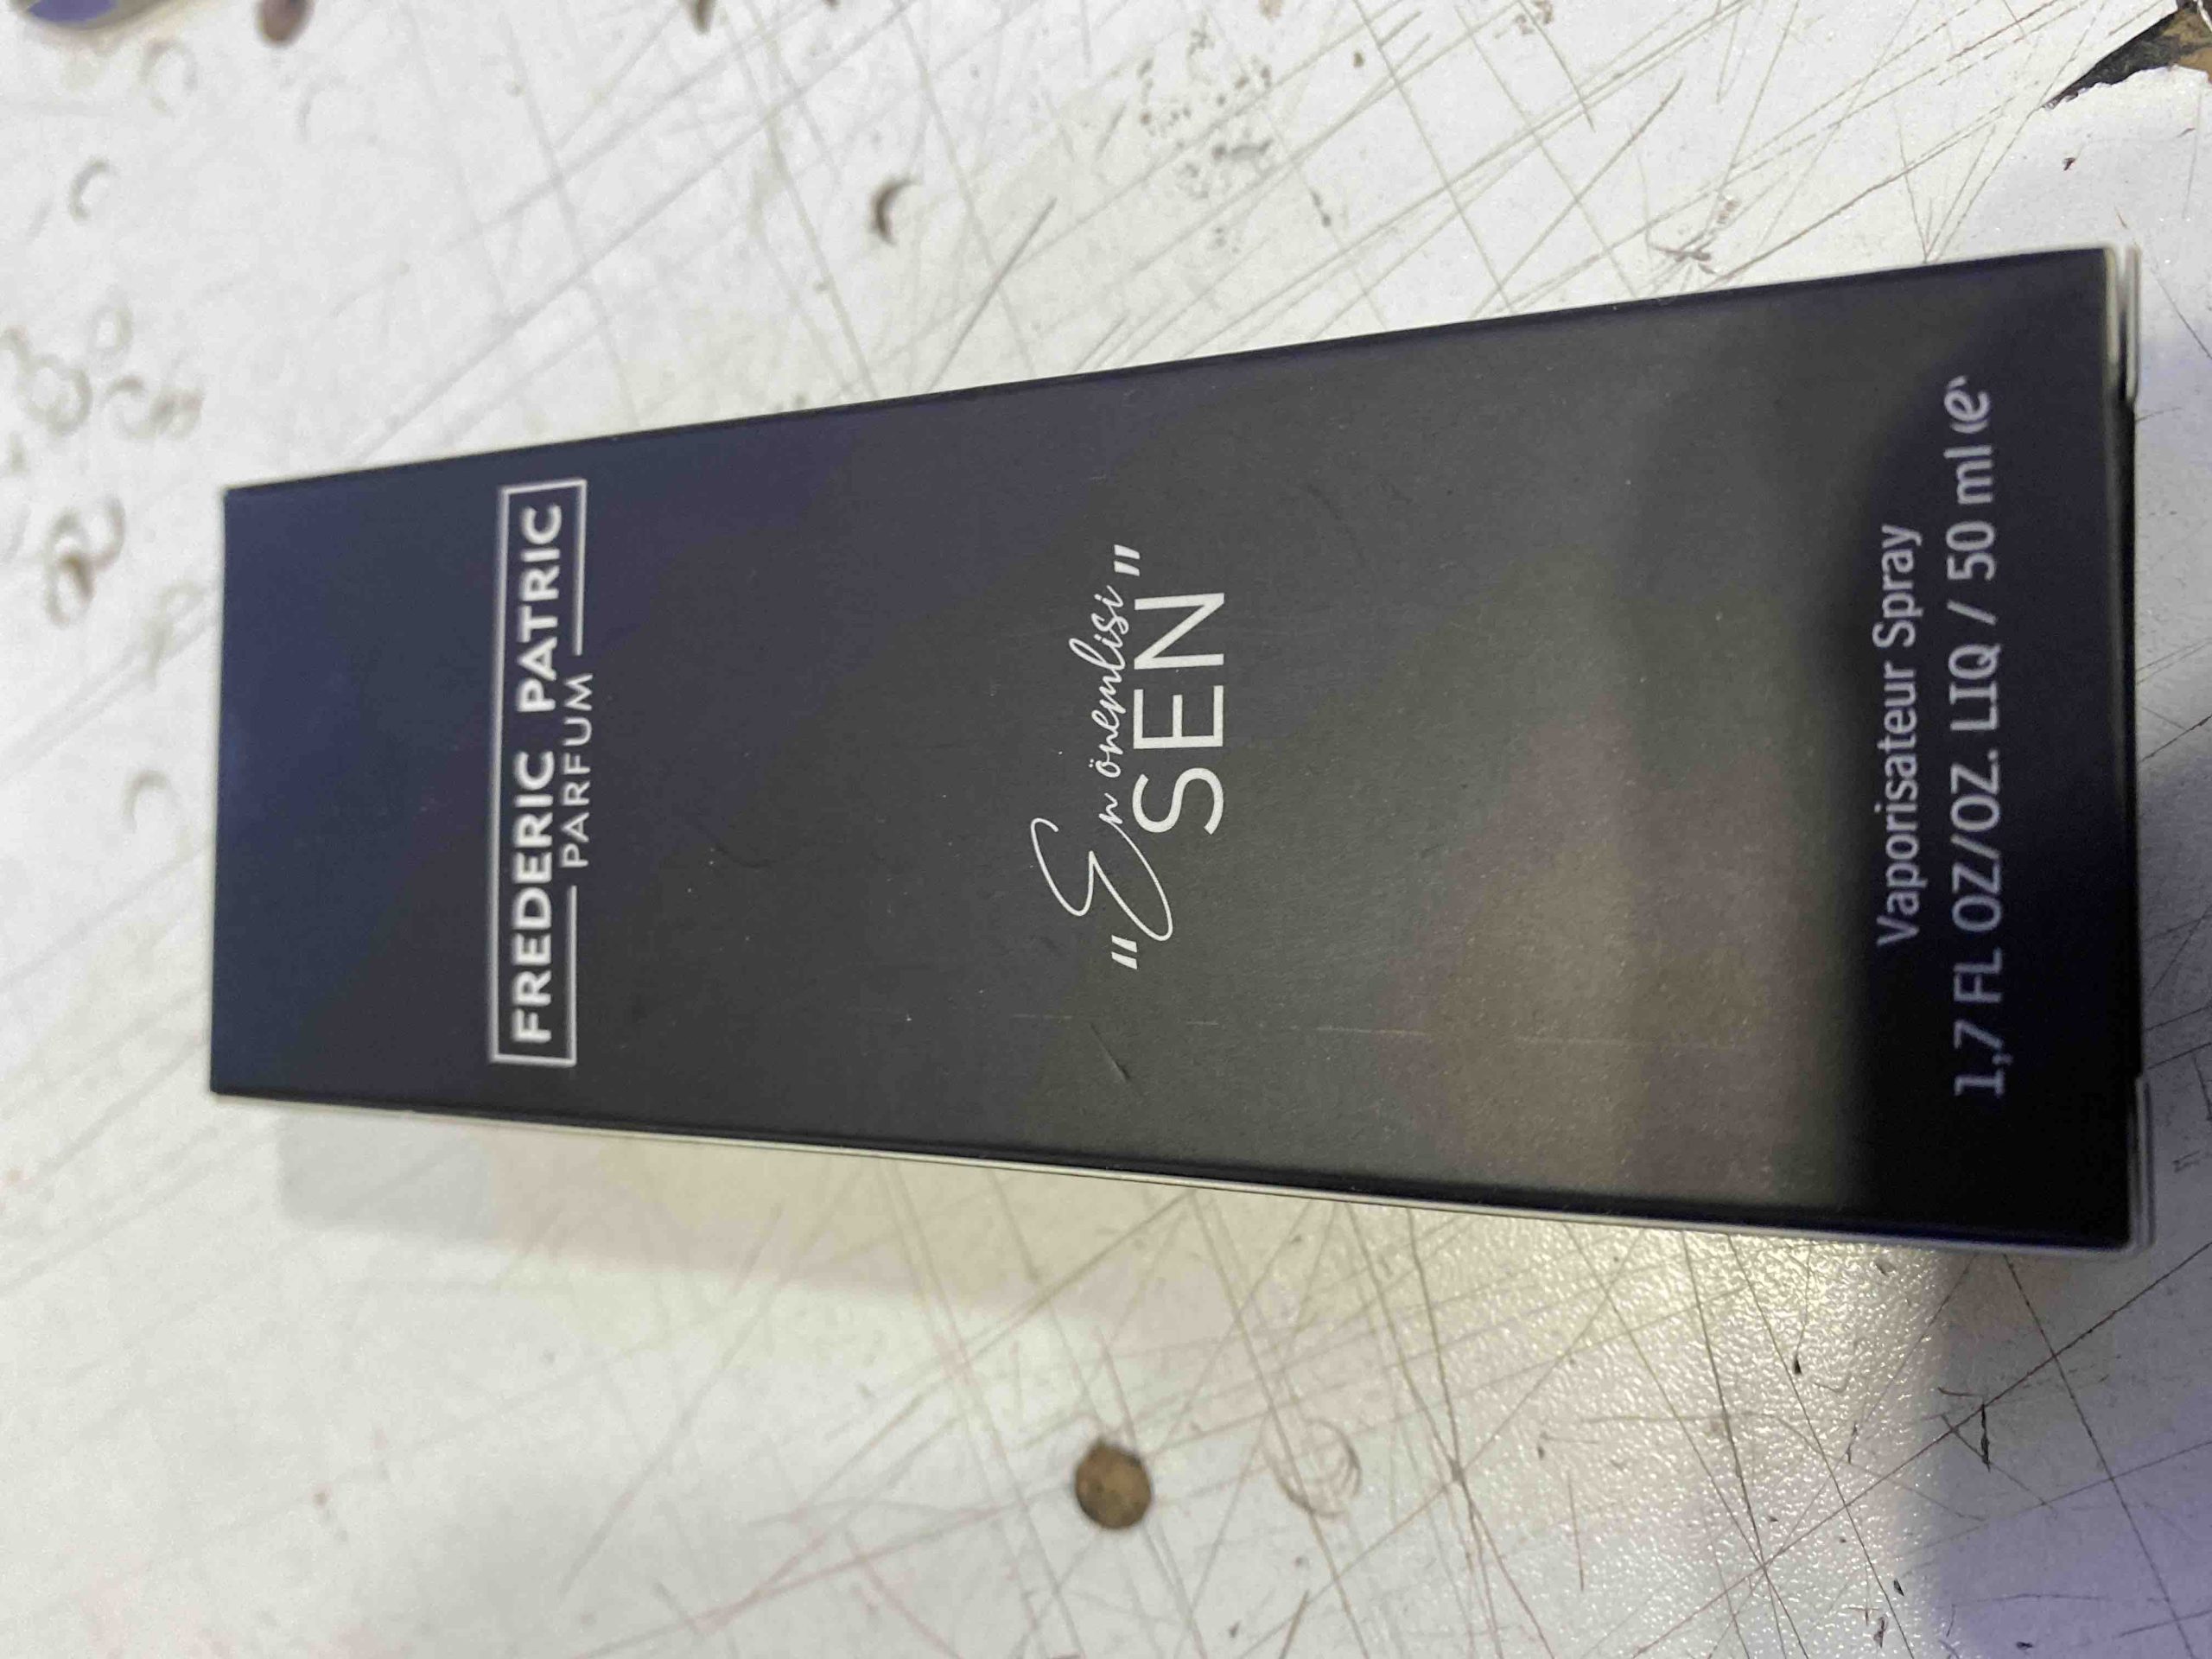 FREDERIC PATRIC
PARFUM
"En önemlisi"
SEN
Vaporisateur Spray
1,7 FL OZ/OZ. LIQ / 50 ml e